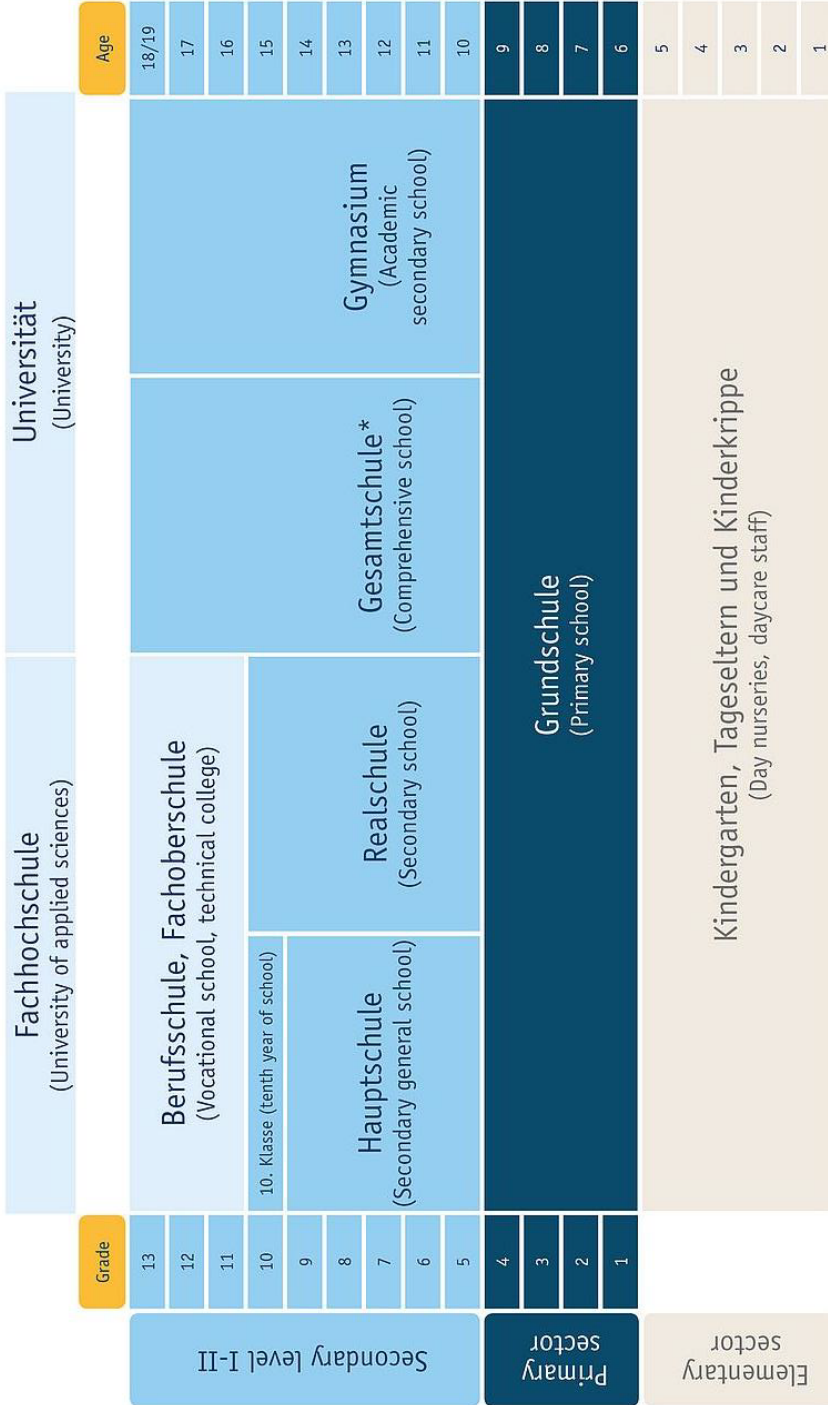 Fachhochschule
(University of applied sciences)
Universität
(University)
Grade
Age
Secondary level I-II
13
12
11
10
9
8
7
6
5
Berufsschule, Fachoberschule
(Vocational school, technical college)
10. Klasse (tenth year of school)
Hauptschule
(Secondary general school)
Realschule
(Secondary school)
Gesamtschule*
(Comprehensive school)
Gymnasium
(Academic
secondary school)
18/19
17
16
15
14
13
12
11
10
Primary
sector
4
3
2
1
Grundschule
(Primary school)
9
8
7
6
Elementary
sector
Kindergarten, Tageseltern und Kinderkrippe
(Day nurseries, daycare staff)
5
4
3
2
1